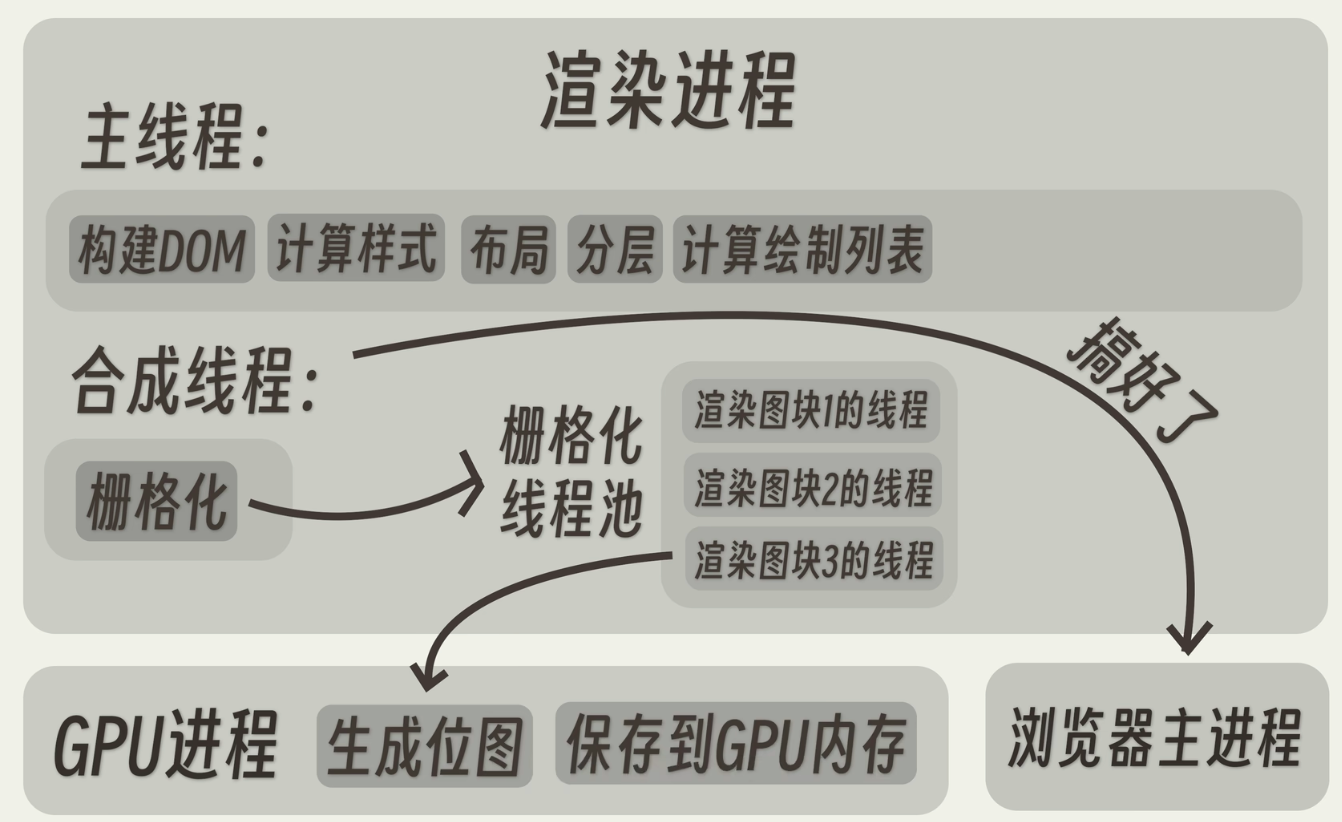 渲染进程
主线程:
构建DOM 计算样式 布局 分层 计算绘制列表
搞好了
合成线程:
栅格化
栅格化
线程池
渲染图块1的线程
渲染图块2的线程
渲染图块3的线程
GPU进程 生成位图 保存到GPU内存
浏览器主进程